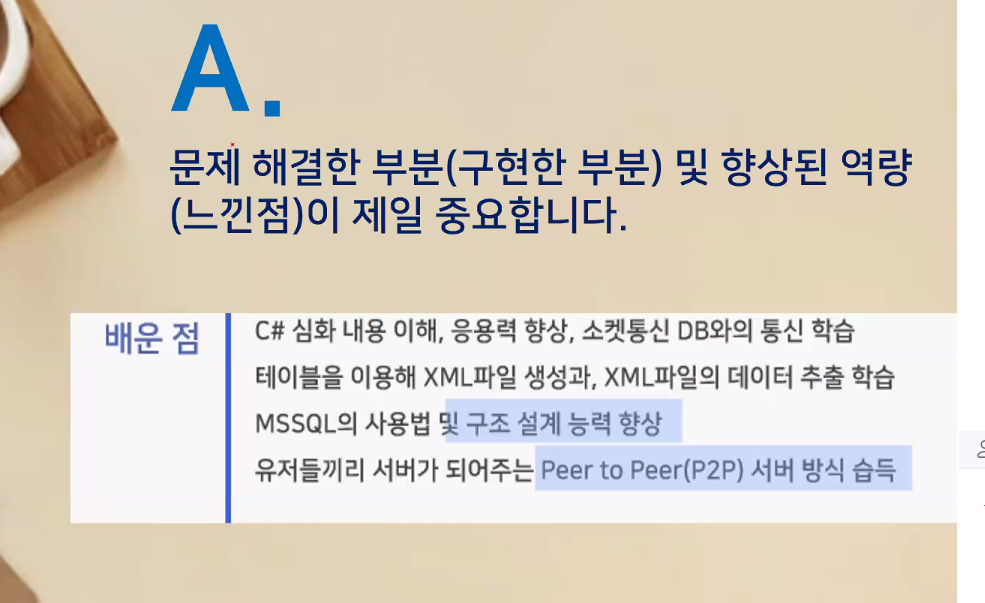 A.
문제 해결한 부분(구현한 부분) 및 향상된 역량
(느낀점)이 제일 중요합니다.
배운 점
C# 심화 내용 이해, 응용력 향상, 소켓통신 DB와의 통신 학습
테이블을 이용해 XML파일 생성과, XML파일의 데이터 추출 학습
MSSQL의 사용법 및 구조 설계 능력 향상
유저들끼리 서버가 되어주는 Peer to Peer(P2P) 서버 방식 습득